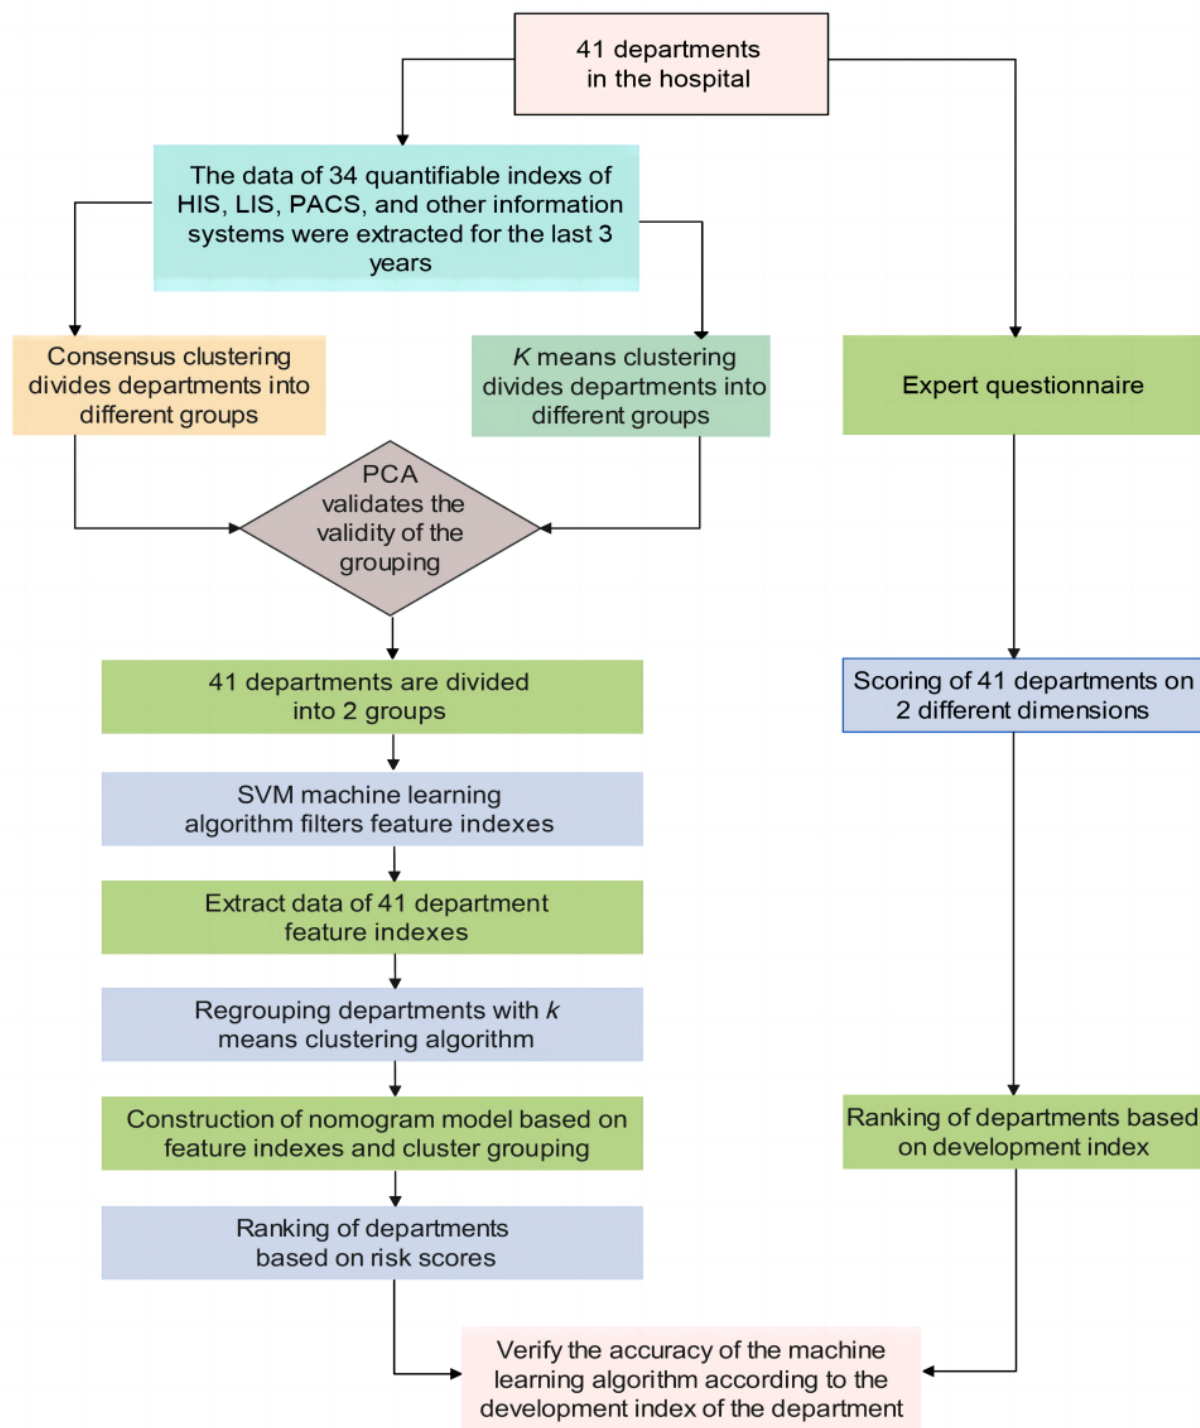 41 departments
in the hospital
The data of 34 quantifiable indexs of
HIS, LIS, PACS, and other information
systems were extracted for the last 3
years
Consensus clustering
divides departments into
different groups
K means clustering
divides departments into
different groups
Expert questionnaire
PCA
validates the
validity of the
grouping
41 departments are divided
into 2 groups
Scoring of 41 departments on
2 different dimensions
SVM machine learning
algorithm filters feature indexes
Extract data of 41 department
feature indexes
Regrouping departments with k
means clustering algorithm
Construction of nomogram model based on
feature indexes and cluster grouping
Ranking of departments based
on development index
Ranking of departments
based on risk scores
Verify the accuracy of the machine
learning algorithm according to the
development index of the department